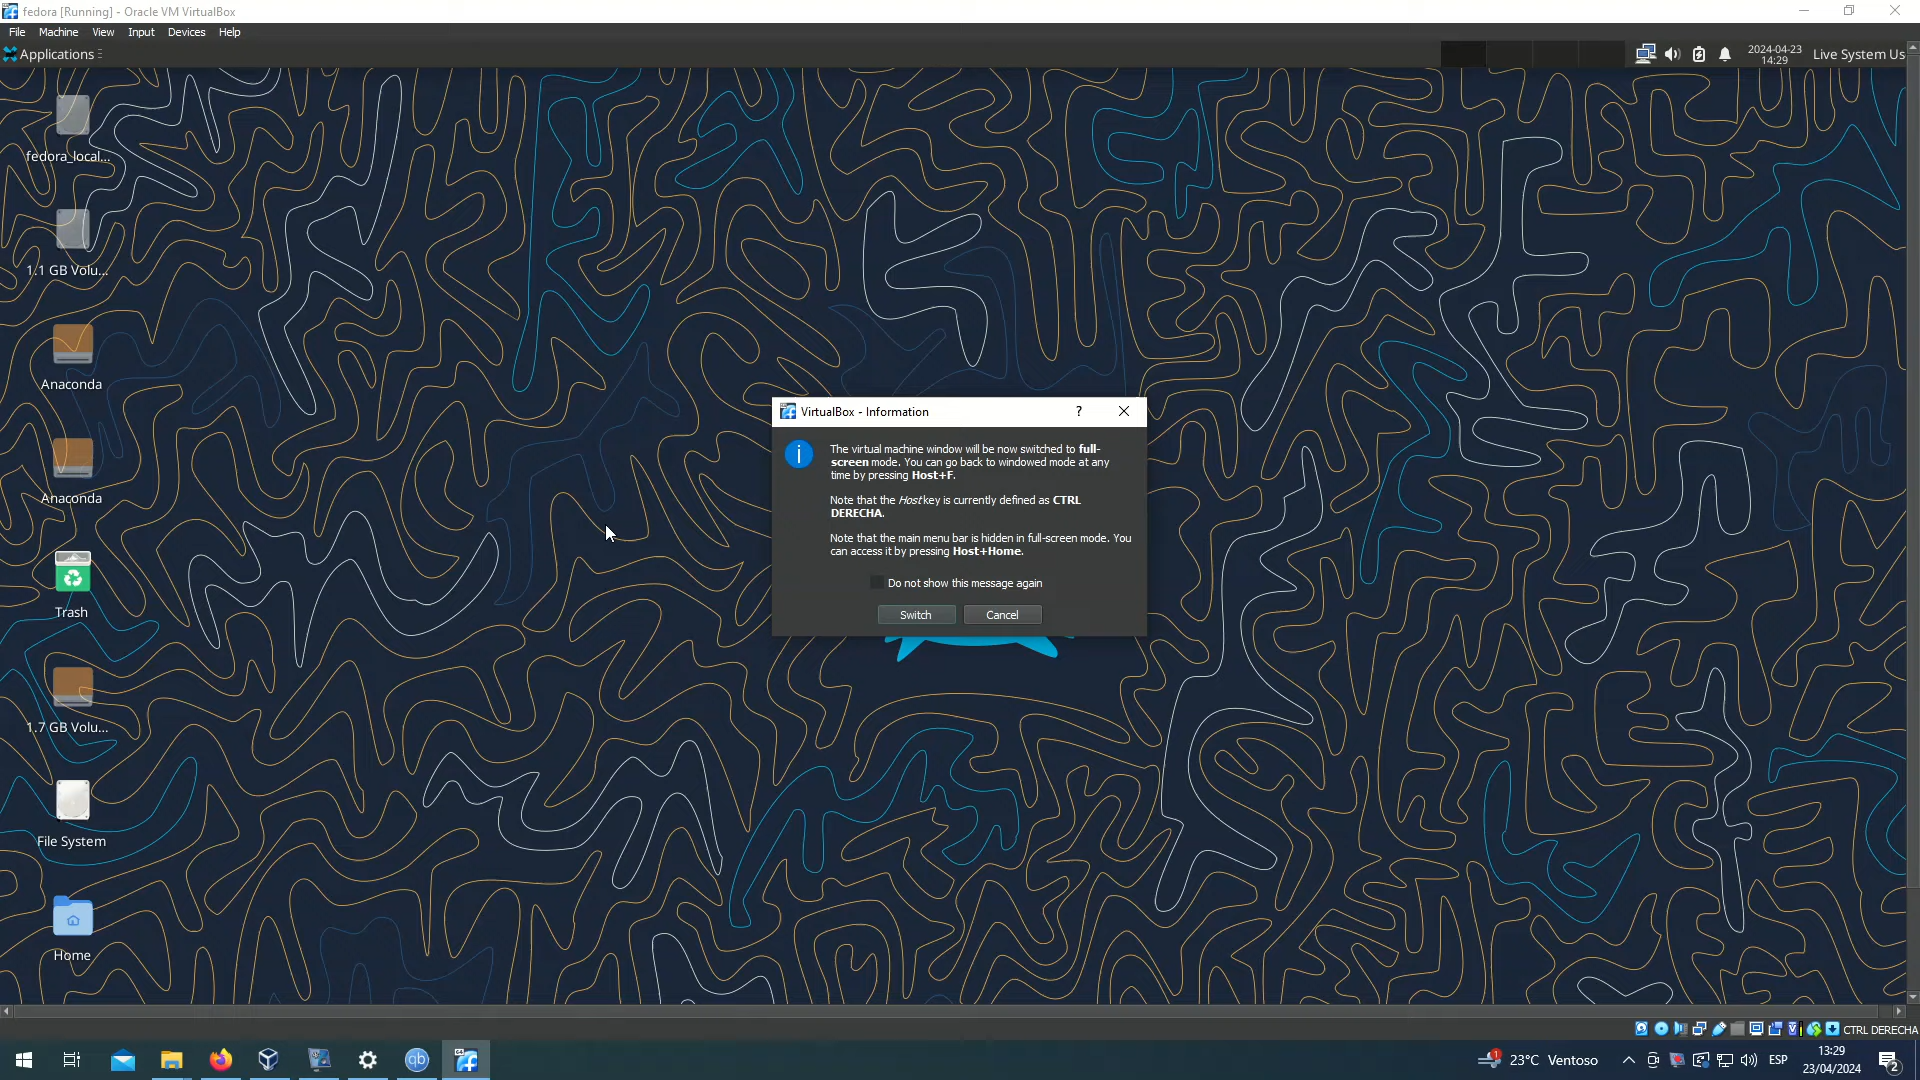 fedora [Running] - Oracle VM VirtualBox
File Machine View Input Devices Help
Applications
2024-04-23
14:29
Live System Us
fedora_local...
1.1 GB Volu...
Anaconda
Anaconda
Trash
1.7 GB Volu...
File System
Home
VirtualBox - Information
?
The virtual machine window will be now switched to full-
screen mode. You can go back to windowed mode at any
time by pressing Host+F.
Note that the Host key is currently defined as CTRL
DERECHA.
Note that the main menu bar is hidden in full-screen mode. You
can access it by pressing Host+Home.
Do not show this message again
Switch Cancel
CTRL DERECHA
qb
64
1
23°C Ventoso
ESP
13:29
23/04/2024
2